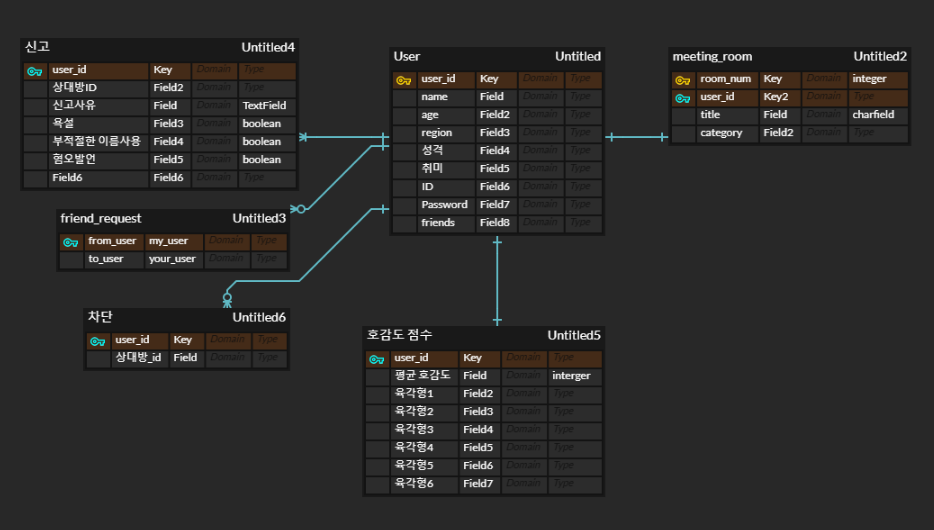 신고 Untitled4
user_id Key Domain Type
상대방ID Field2 Domain Type
신고사유 Field Domain TextField
욕설 Field3 Domain boolean
부적절한 이름사용 Field4 Domain boolean
혐오발언 Field5 Domain boolean
Field6 Field6 Domain Type
User Untitled
user_id Key Domain Type
name Field Domain Type
age Field2 Domain Type
region Field3 Domain Type
성격 Field4 Domain Type
취미 Field5 Domain Type
ID Field6 Domain Type
Password Field7 Domain Type
friends Field8 Domain Type
meeting_room Untitled2
room_num Key Domain integer
user_id Key2 Domain Type
title Field Domain charfield
category Field2 Domain Type
friend_request Untitled3
from_user my_user Domain Type
to_user your_user Domain Type
차단 Untitled6
user_id Key Domain Type
상대방_id Field Domain Type
호감도 점수 Untitled5
user_id Key Domain Type
평균 호감도 Field Domain interger
육각형1 Field2 Domain Type
육각형2 Field3 Domain Type
육각형3 Field4 Domain Type
육각형4 Field5 Domain Type
육각형5 Field6 Domain Type
육각형6 Field7 Domain Type